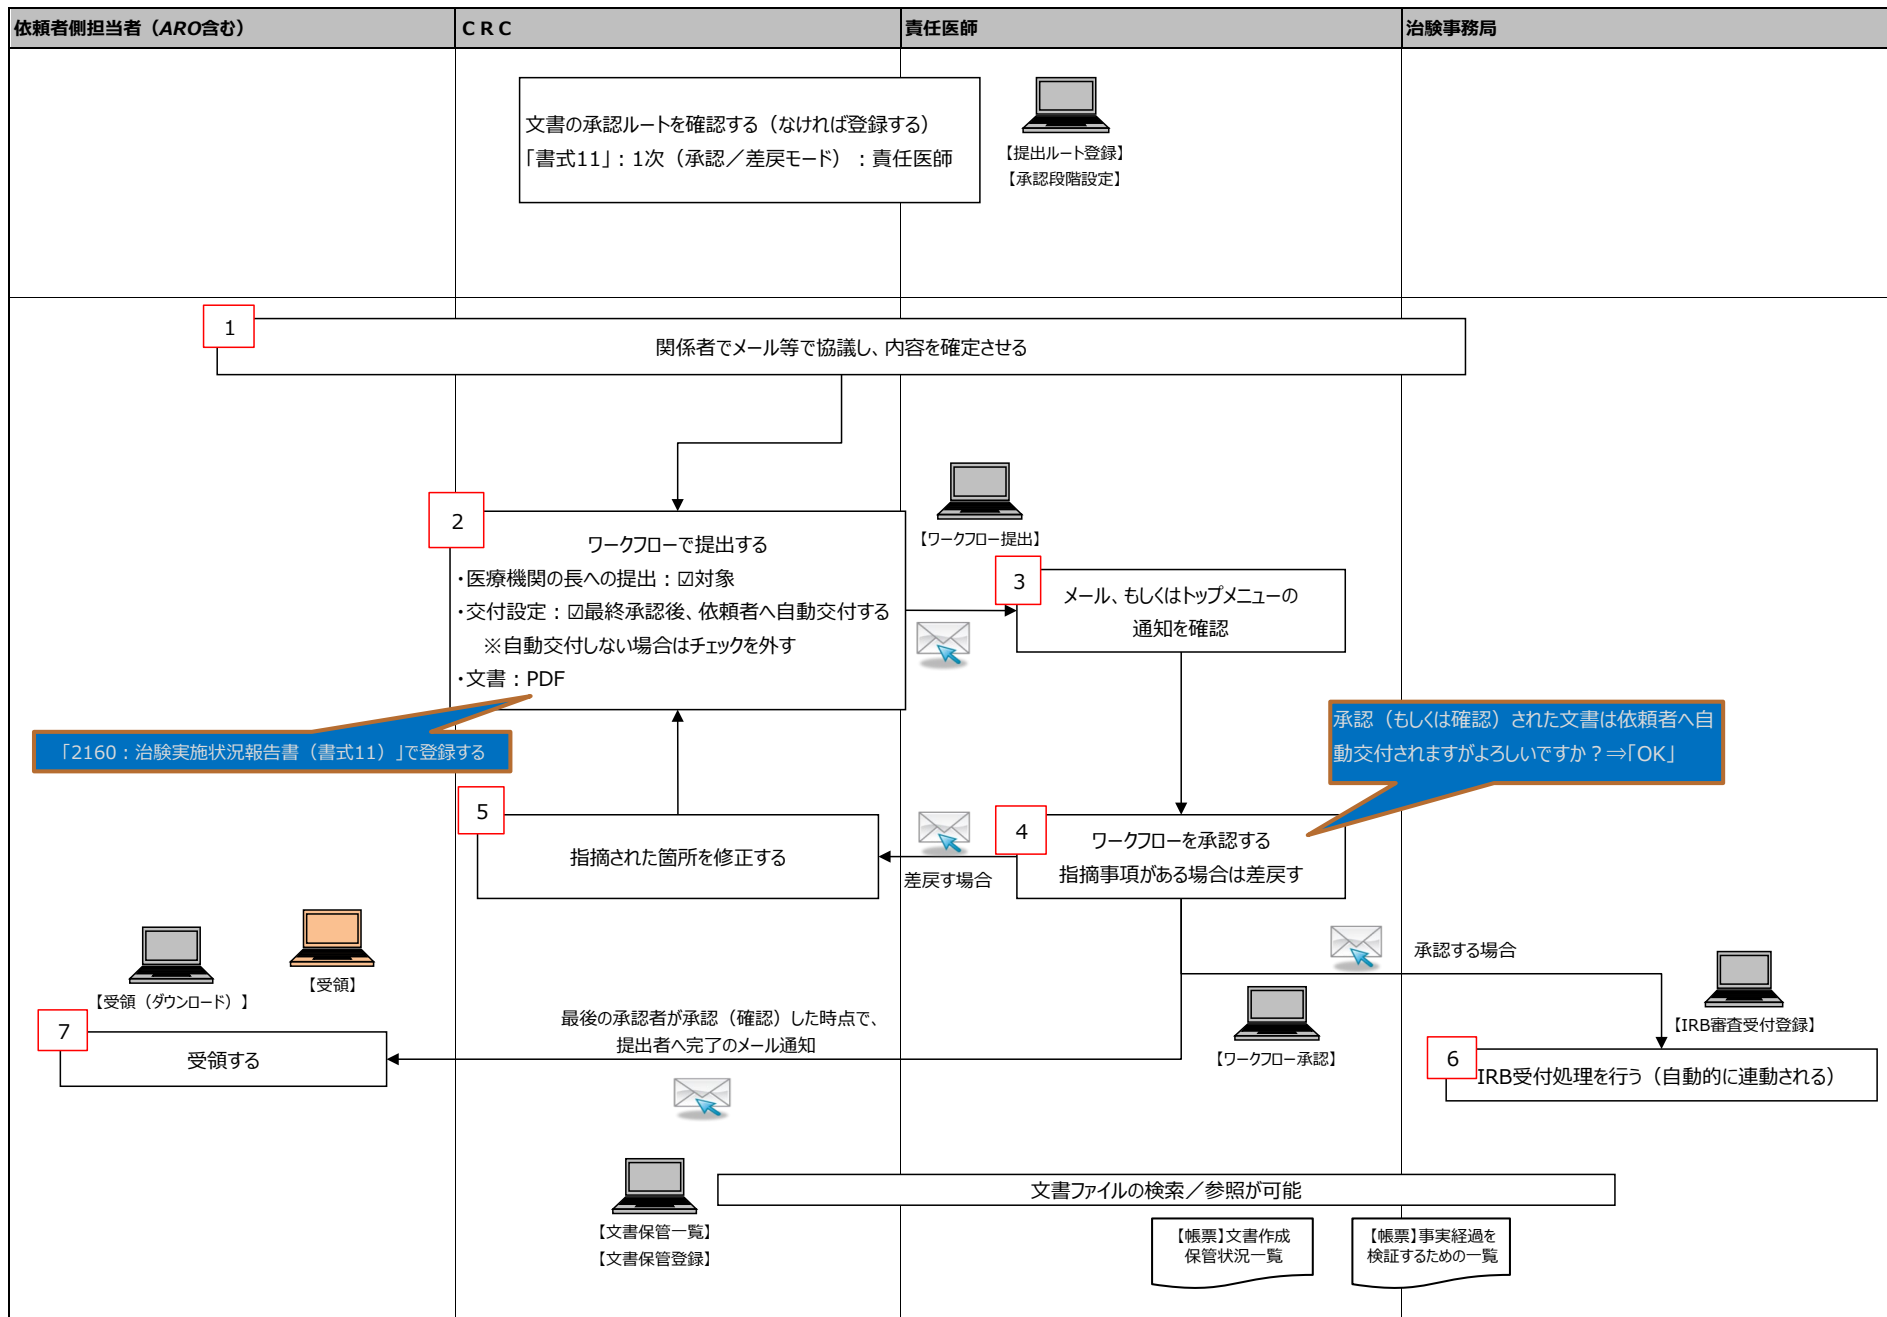 依頼者側担当者（ARO含む）
ＣＲＣ
責任医師
治験事務局
文書の承認ルートを確認する（なければ登録する）
「書式11」：1次（承認／差戻モード）：責任医師
【提出ルート登録】
【承認段階設定】
1
関係者でメール等で協議し、内容を確定させる
2
ワークフローで提出する
・医療機関の長への提出：☑対象
・交付設定：☑最終承認後、依頼者へ自動交付する
※自動交付しない場合はチェックを外す
・文書：PDF
【ワークフロー提出】
3
メール、もしくはトップメニューの
通知を確認
「2160：治験実施状況報告書（書式11）」で登録する
承認（もしくは確認）された文書は依頼者へ自
動交付されますがよろしいですか？⇒「OK」
5
指摘された箇所を修正する
差戻す場合
4
ワークフローを承認する
指摘事項がある場合は差戻す
承認する場合
【受領（ダウンロード）】
【受領】
7
受領する
最後の承認者が承認（確認）した時点で、
提出者へ完了のメール通知
【ワークフロー承認】
【IRB審査受付登録】
6
IRB受付処理を行う（自動的に連動される）
文書ファイルの検索／参照が可能
【文書保管一覧】
【文書保管登録】
【帳票】文書作成
保管状況一覧
【帳票】事実経過を
検証するための一覧